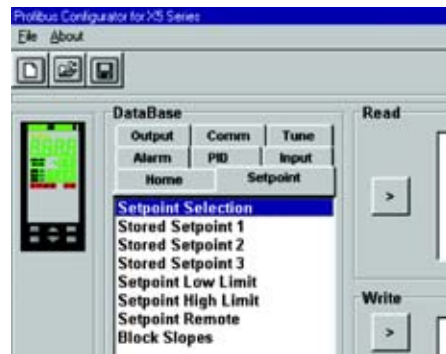 Profibus Configurator for X5 Series
File About
DataBase
Output Comm Tune
Alarm PID Input
Home Setpoint
Setpoint Selection
Stored Setpoint 1
Stored Setpoint 2
Stored Setpoint 3
Setpoint Low Limit
Setpoint High Limit
Setpoint Remote
Block Slopes
Read
>
Write
>